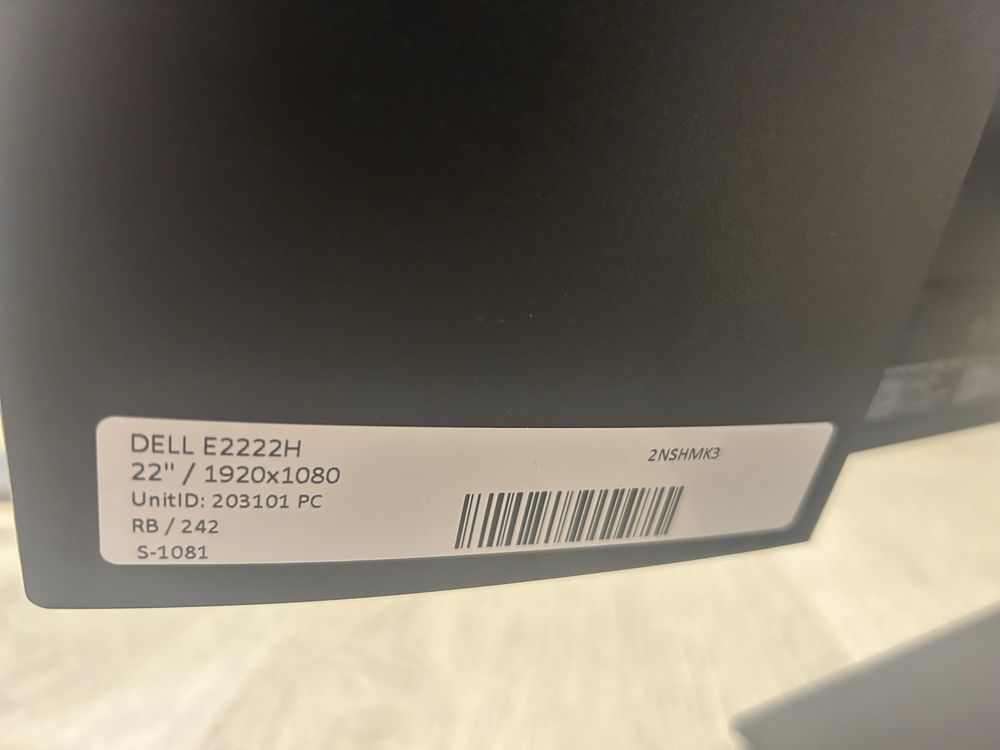 DELL E2222H
22" / 1920x1080
UnitID: 203101 PC
RB / 242
S-1081
2NSHMK3